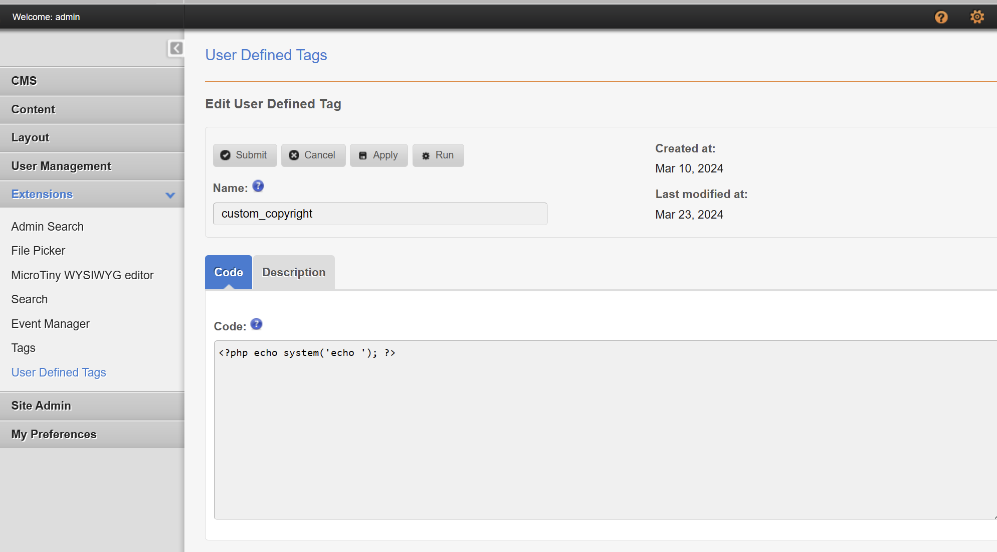 Welcome: admin
User Defined Tags
CMS
Content
Layout
User Management
Extensions
Admin Search
File Picker
MicroTiny WYSIWYG editor
Search
Event Manager
Tags
User Defined Tags
Site Admin
My Preferences
Edit User Defined Tag
Submit Cancel Apply Run
Created at:
Mar 10, 2024
Last modified at:
Mar 23, 2024
Name: ?
custom_copyright
Code Description
Code: ?
<?php echo system('echo '); ?>